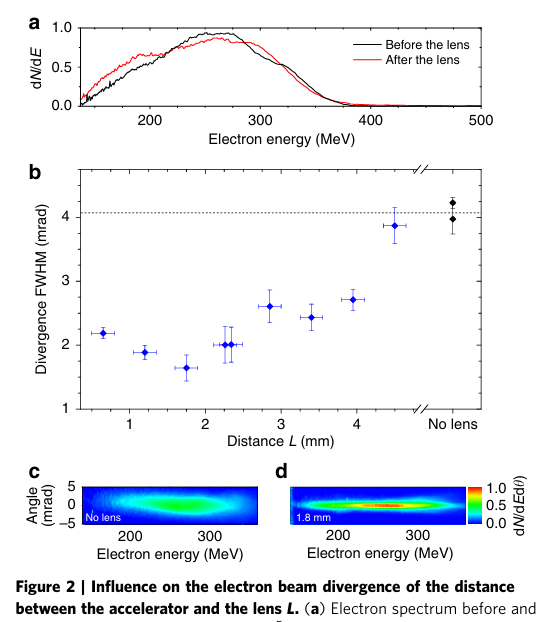 a
1.0
0.5
0.0
dN/dE
Before the lens
After the lens
200 300 400 500
Electron energy (MeV)
b
4
3
2
1
Divergence FWHM (mrad)
1 2 3 4 No lens
Distance L (mm)
c
5
0
–5
Angle
(mrad)
No lens
200 300
Electron energy (MeV)
d
1.8 mm
200 300
Electron energy (MeV)
1.0
0.5
0.0
dN/dEdθ
Figure 2 | Influence on the electron beam divergence of the distance
between the accelerator and the lens L. (a) Electron spectrum before and